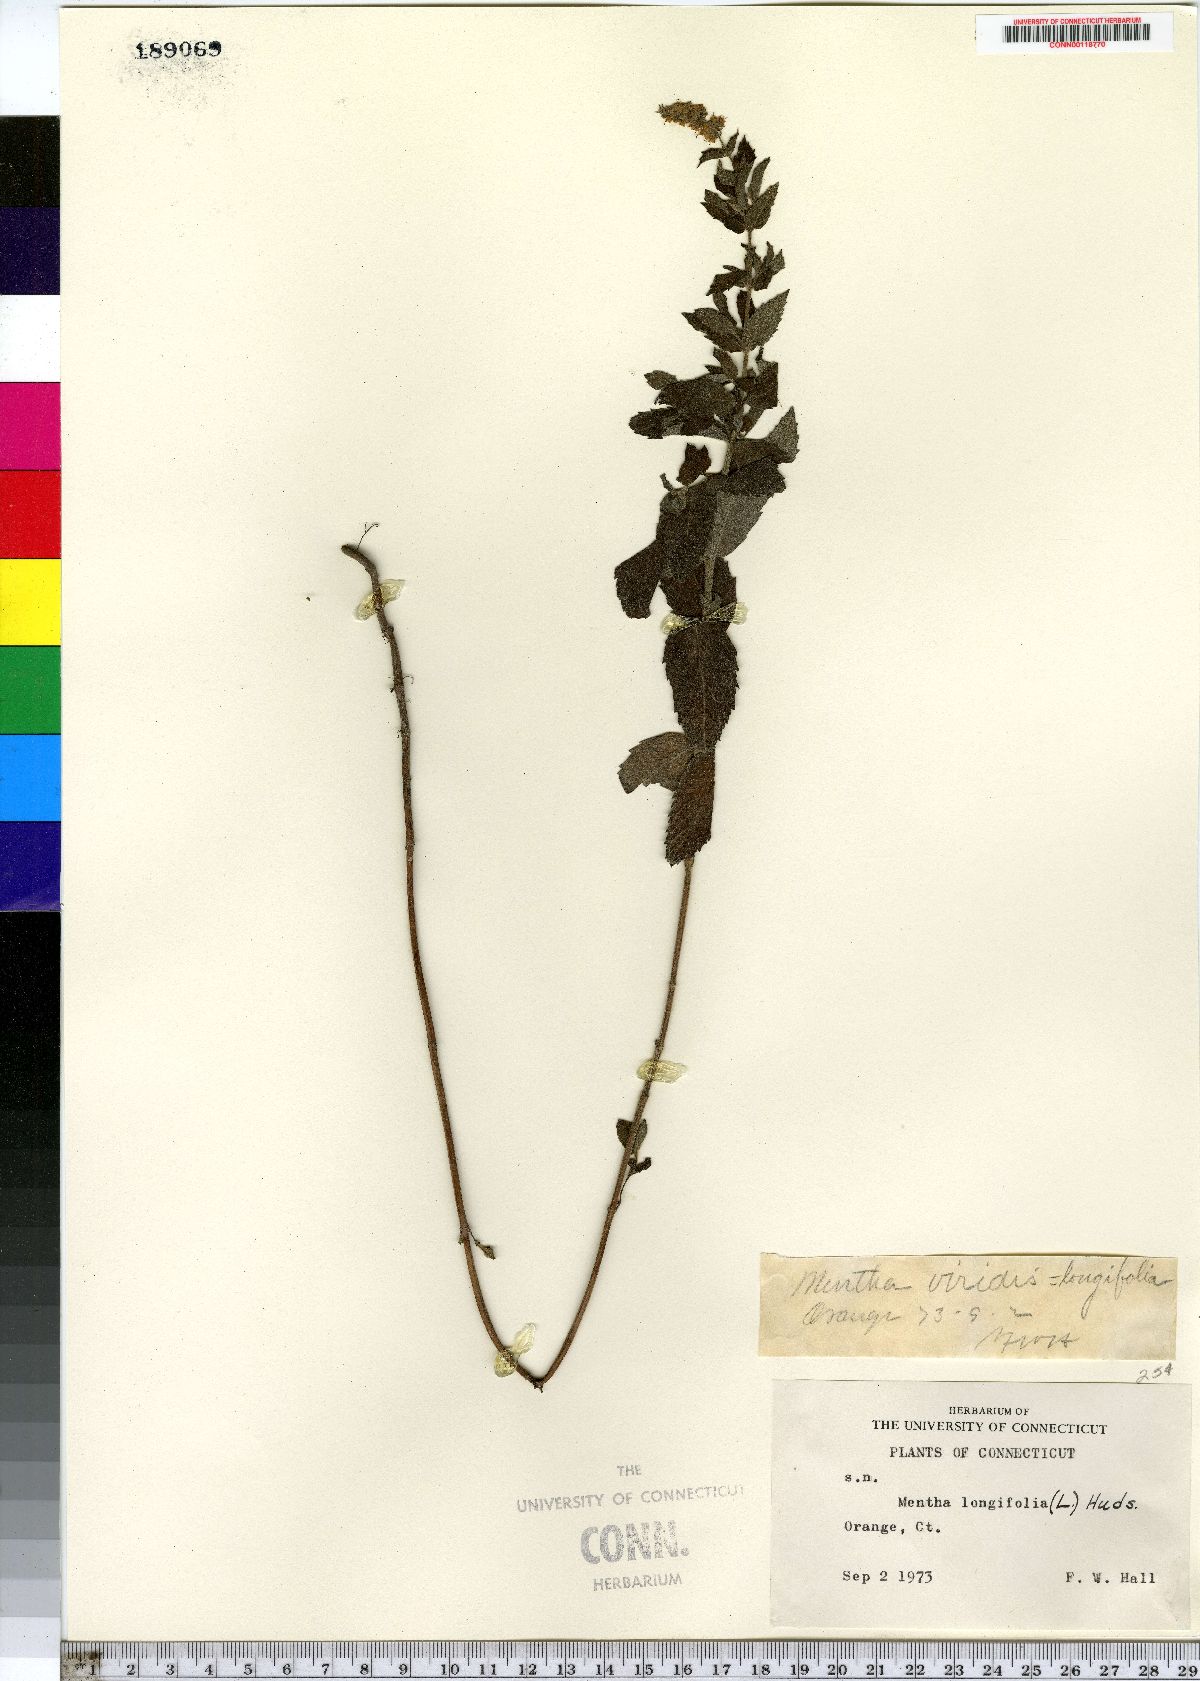 189069
UNIVERSITY OF CONNECTICUT HERBARIUM
CONN00118770
Mentha viridis = longifolia
Orange 73-9-2
FWH
254
HERBARIUM OF
THE UNIVERSITY OF CONNECTICUT
PLANTS OF CONNECTICUT
s.n.
Mentha longifolia (L.) Huds.
Orange, Ct.
Sep 2 1973 F. W. Hall
THE
UNIVERSITY OF CONNECTICUT
CONN.
HERBARIUM
1 2 3 4 5 6 7 8 9 10 11 12 13 14 15 16 17 18 19 20 21 22 23 24 25 26 27 28 29